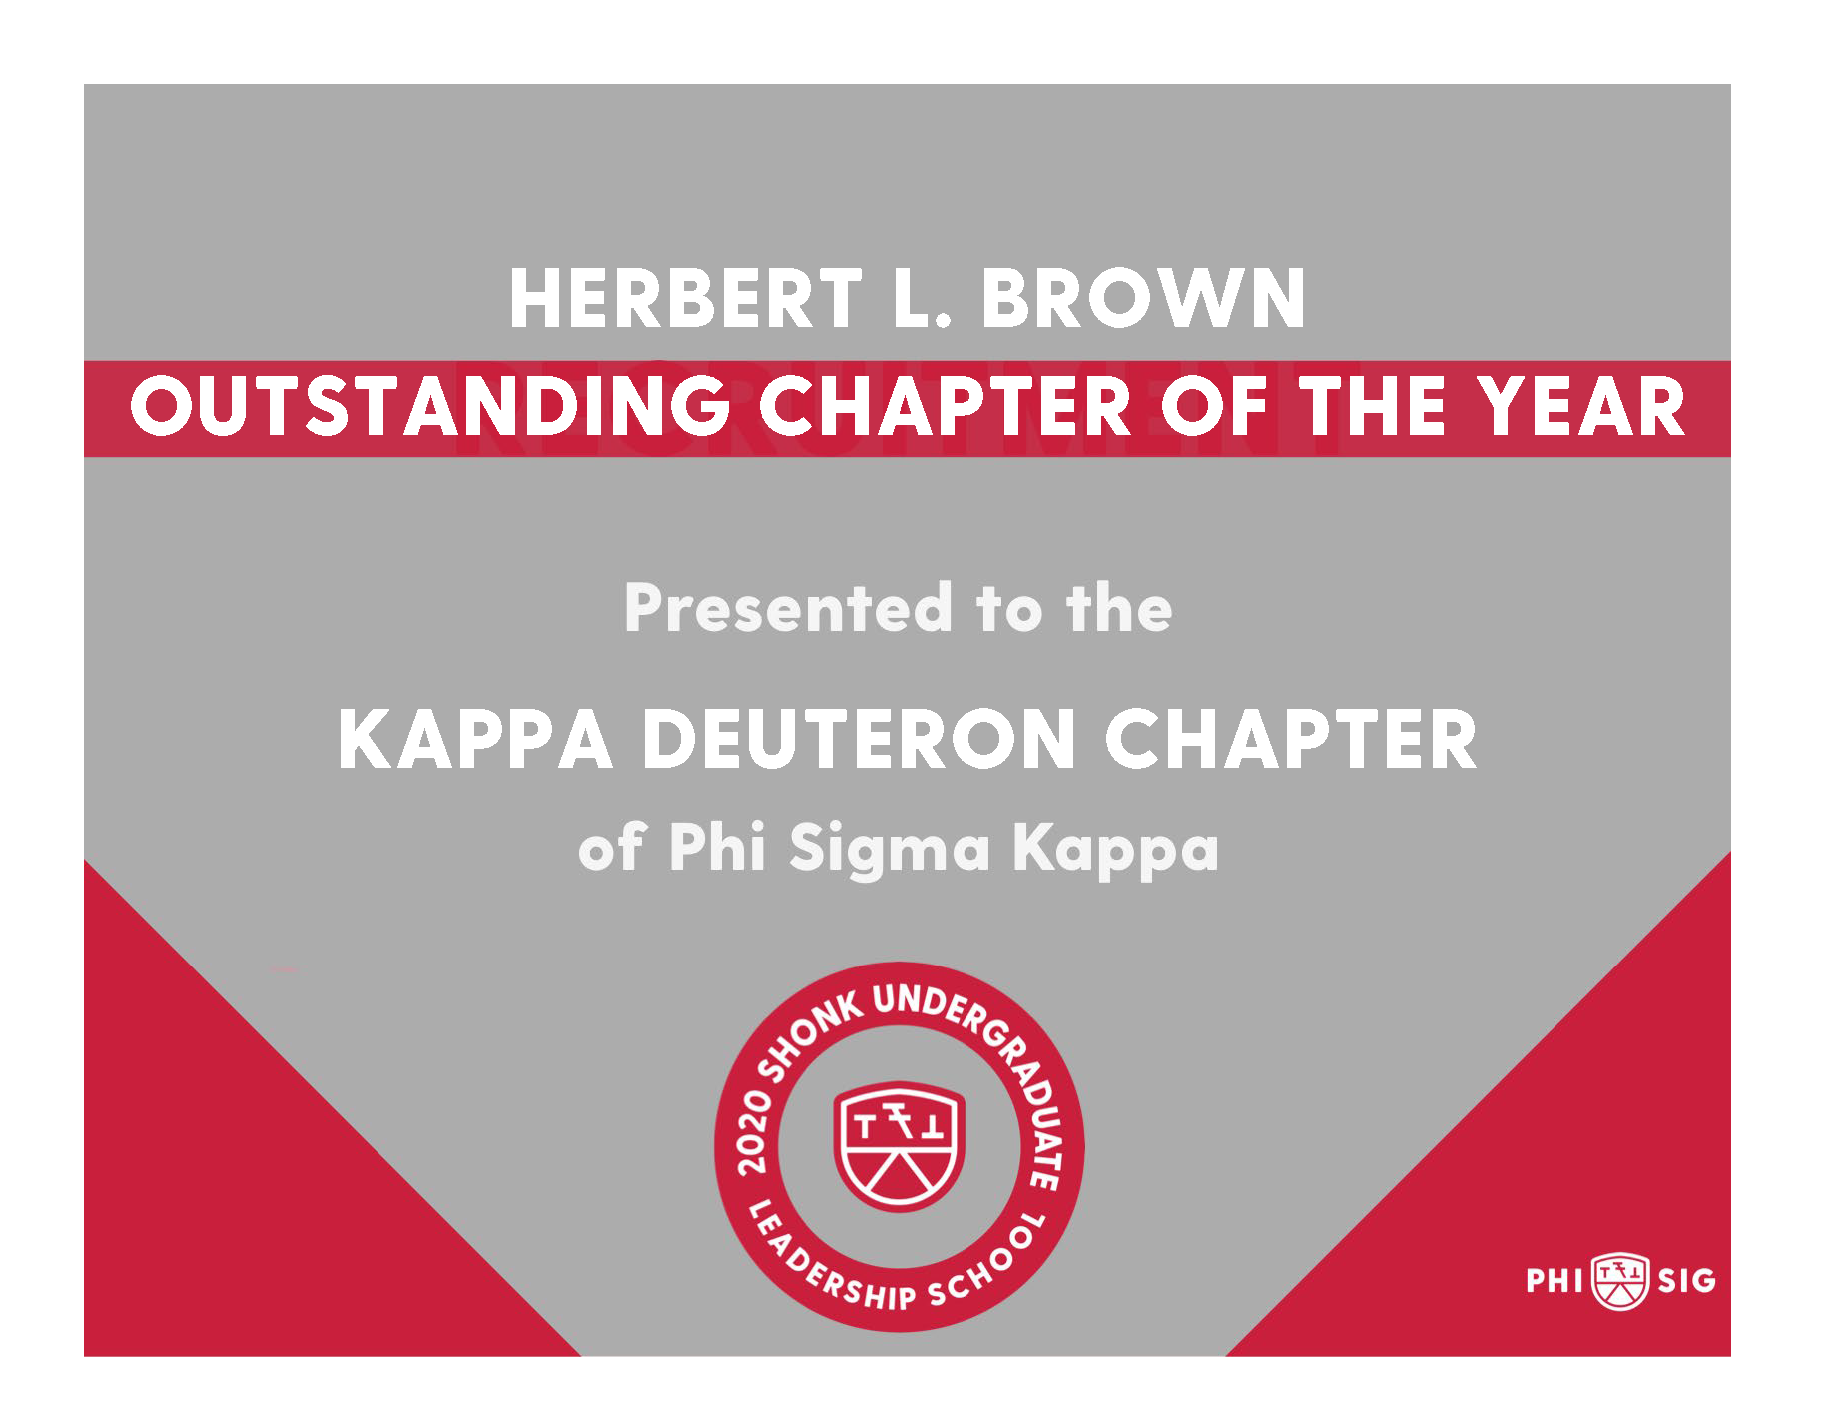 HERBERT L. BROWN
RECRUITMENT
OUTSTANDING CHAPTER OF THE YEAR
Presented to the
KAPPA DEUTERON CHAPTER
of Phi Sigma Kappa
2020 SHONK UNDERGRADUATE
LEADERSHIP SCHOOL
PHI SIG